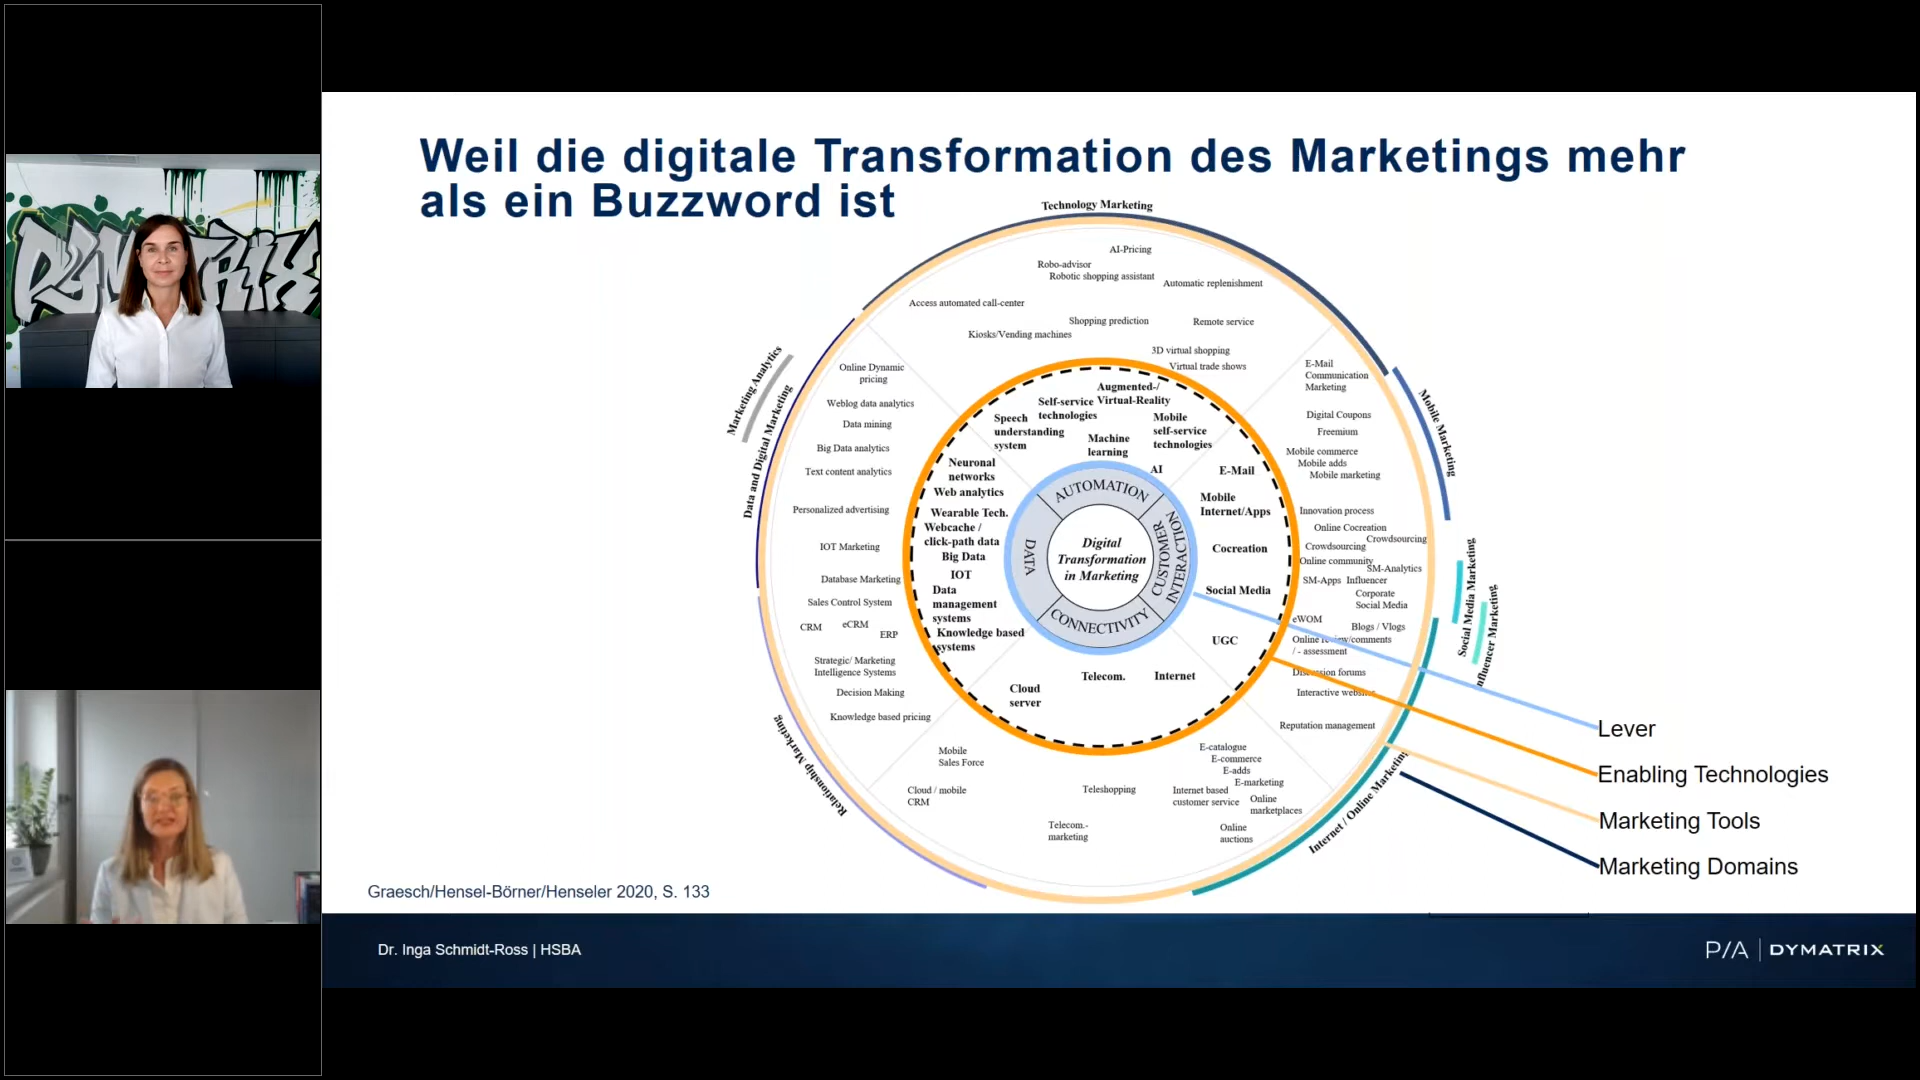 Weil die digitale Transformation des Marketings mehr
als ein Buzzword ist
Technology Marketing
AI-Pricing
Robo-advisor
Robotic shopping assistant
Automatic replenishment
Access automated call-center
Shopping prediction
Remote service
Kiosks/Vending machines
3D virtual shopping
Virtual trade shows
Marketing Analytics
Data and Digital Marketing
Online Dynamic
pricing
Weblog data analytics
Data mining
Big Data analytics
Text content analytics
Personalized advertising
IOT Marketing
Database Marketing
Sales Control System
CRM
eCRM
ERP
Strategic/ Marketing
Intelligence Systems
Decision Making
Knowledge based pricing
Relationship Marketing
Augmented-/
Virtual-Reality
Self-service
technologies
Speech
understanding
system
Mobile
self-service
technologies
Machine
learning
AI
Neuronal
networks
Web analytics
Wearable Tech.
Webcache /
click-path data
Big Data
IOT
Data
management
systems
Knowledge based
systems
E-Mail
Mobile
Internet/Apps
Cocreation
Social Media
UGC
Telecom.
Internet
Cloud
server
AUTOMATION
CUSTOMER
INTERACTION
CONNECTIVITY
DATA
Digital
Transformation
in Marketing
E-Mail
Communication
Marketing
Digital Coupons
Freemium
Mobile commerce
Mobile adds
Mobile marketing
Mobile Marketing
Innovation process
Online Cocreation
Crowdsourcing
Crowdsourcing
Online community
SM-Analytics
SM-Apps
Influencer
Corporate
Social Media
eWOM
Blogs / Vlogs
Online review/comments
/ - assessment
Discussion forums
Interactive websites
Reputation management
Social Media Marketing
nfluencer Marketing
Mobile
Sales Force
Cloud / mobile
CRM
Teleshopping
Telecom.-
marketing
E-catalogue
E-commerce
E-adds
E-marketing
Internet based
customer service
Online
marketplaces
Online
auctions
Internet / Online Marketing
Lever
Enabling Technologies
Marketing Tools
Marketing Domains
Graesch/Hensel-Börner/Henseler 2020, S. 133
Dr. Inga Schmidt-Ross | HSBA
P/A | DYMATRIX
DYMATRIX